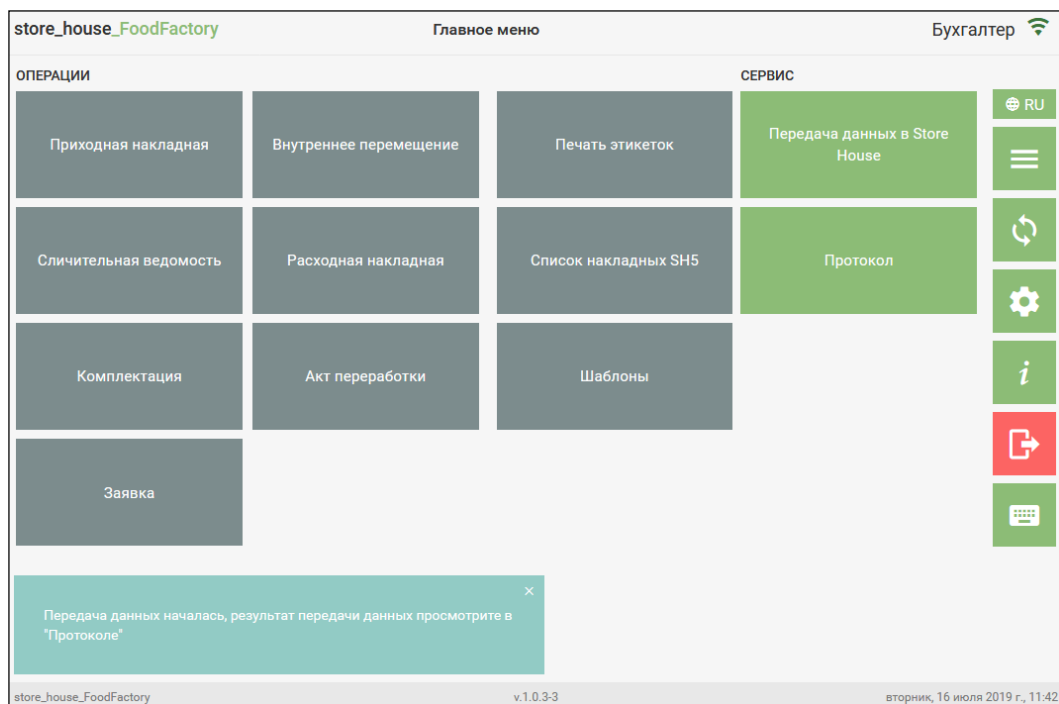 store_house_FoodFactory
Главное меню
Бухгалтер
ОПЕРАЦИИ
СЕРВИС
Приходная накладная
Внутреннее перемещение
Печать этикеток
Передача данных в Store
House
RU
Сличительная ведомость
Расходная накладная
Список накладных SH5
Протокол
Комплектация
Акт переработки
Шаблоны
i
Заявка
Передача данных началась, результат передачи данных просмотрите в
"Протоколе"
×
store_house_FoodFactory
v.1.0.3-3
вторник, 16 июля 2019 г., 11:42